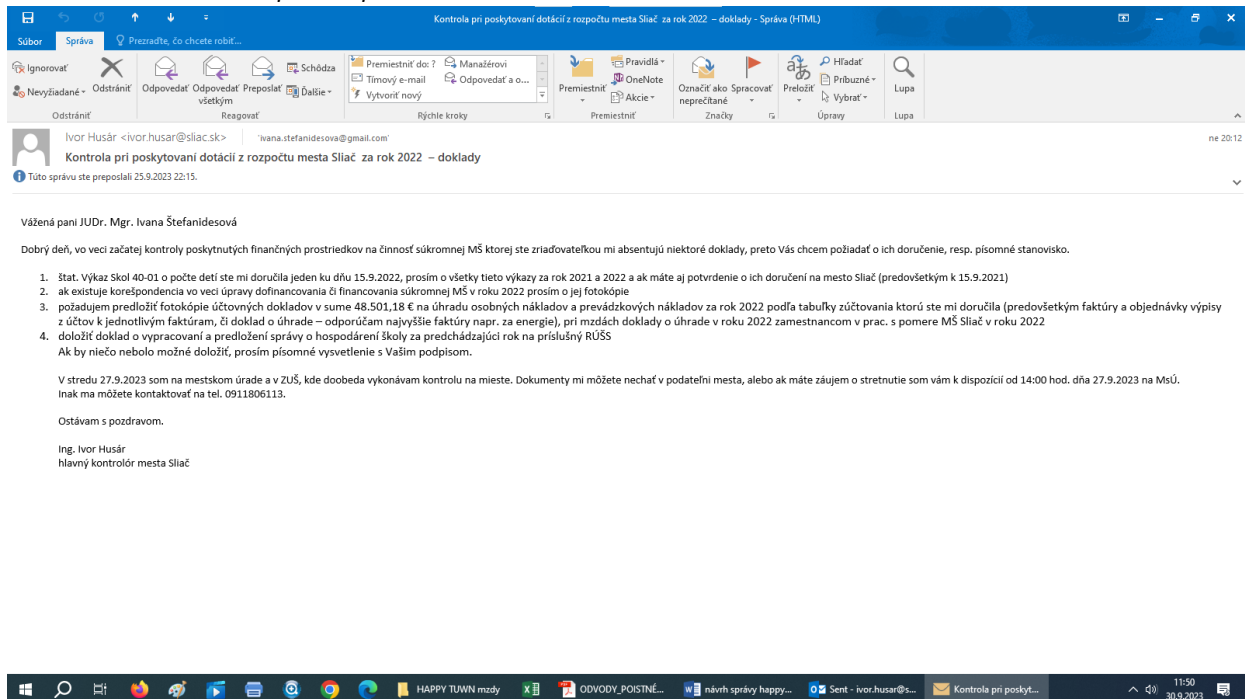 Kontrola pri poskytovaní dotácií z rozpočtu mesta Sliač  za rok 2022  – doklady - Správa (HTML)
Súbor Správa Prezraďte, čo chcete robiť...
Ignorovať
Nevyžiadané
Odstrániť
Odpovedať Odpovedať všetkým Preposlať
Schôdza
Ďalšie
Premiestniť do: ?
Tímový e-mail
Vytvoriť nový
Manažérovi
Odpovedať a o...
Premiestniť
Pravidlá
OneNote
Akcie
Označiť ako neprečítané
Spracovať
Preložiť
Hľadať
Príbuzné
Vybrať
Lupa
Odstrániť Reagovať Rýchle kroky Premiestniť Značky Úpravy Lupa
Ivor Husár <ivor.husar@sliac.sk> 'ivana.stefanidesova@gmail.com' ne 20:12
Kontrola pri poskytovaní dotácií z rozpočtu mesta Sliač  za rok 2022  – doklady
Túto správu ste preposlali 25.9.2023 22:15.
Vážená pani JUDr. Mgr. Ivana Štefanidesová
Dobrý deň, vo veci začatej kontroly poskytnutých finančných prostriedkov na činnosť súkromnej MŠ ktorej ste zriaďovateľkou mi absentujú niektoré doklady, preto Vás chcem požiadať o ich doručenie, resp. písomné stanovisko.
1. štat. Výkaz Skol 40-01 o počte detí ste mi doručila jeden ku dňu 15.9.2022, prosím o všetky tieto výkazy za rok 2021 a 2022 a ak máte aj potvrdenie o ich doručení na mesto Sliač (predovšetkým k 15.9.2021)
2. ak existuje korešpondencia vo veci úpravy dofinancovania či financovania súkromnej MŠ v roku 2022 prosím o jej fotokópie
3. požadujem predložiť fotokópie účtovných dokladov v sume 48.501,18 € na úhradu osobných nákladov a prevádzkových nákladov za rok 2022 podľa tabuľky zúčtovania ktorú ste mi doručila (predovšetkým faktúry a objednávky výpisy
z účtov k jednotlivým faktúram, či doklad o úhrade – odporúčam najvyššie faktúry napr. za energie), pri mzdách doklady o úhrade v roku 2022 zamestnancom v prac. s pomere MŠ Sliač v roku 2022
4. doložiť doklad o vypracovaní a predložení správy o hospodárení školy za predchádzajúci rok na príslušný RÚŠS
Ak by niečo nebolo možné doložiť, prosím písomné vysvetlenie s Vašim podpisom.
V stredu 27.9.2023 som na mestskom úrade a v ZUŠ, kde doobeda vykonávam kontrolu na mieste. Dokumenty mi môžete nechať v podateľni mesta, alebo ak máte záujem o stretnutie som vám k dispozícií od 14:00 hod. dňa 27.9.2023 na MsÚ.
Inak ma môžete kontaktovať na tel. 0911806113.
Ostávam s pozdravom.
Ing. Ivor Husár
hlavný kontrolór mesta Sliač
HAPPY TUWN mzdy ODVODY_POISTNÉ... návrh správy happy... Sent - ivor.husar@s... Kontrola pri poskyt... 11:50
30.9.2023